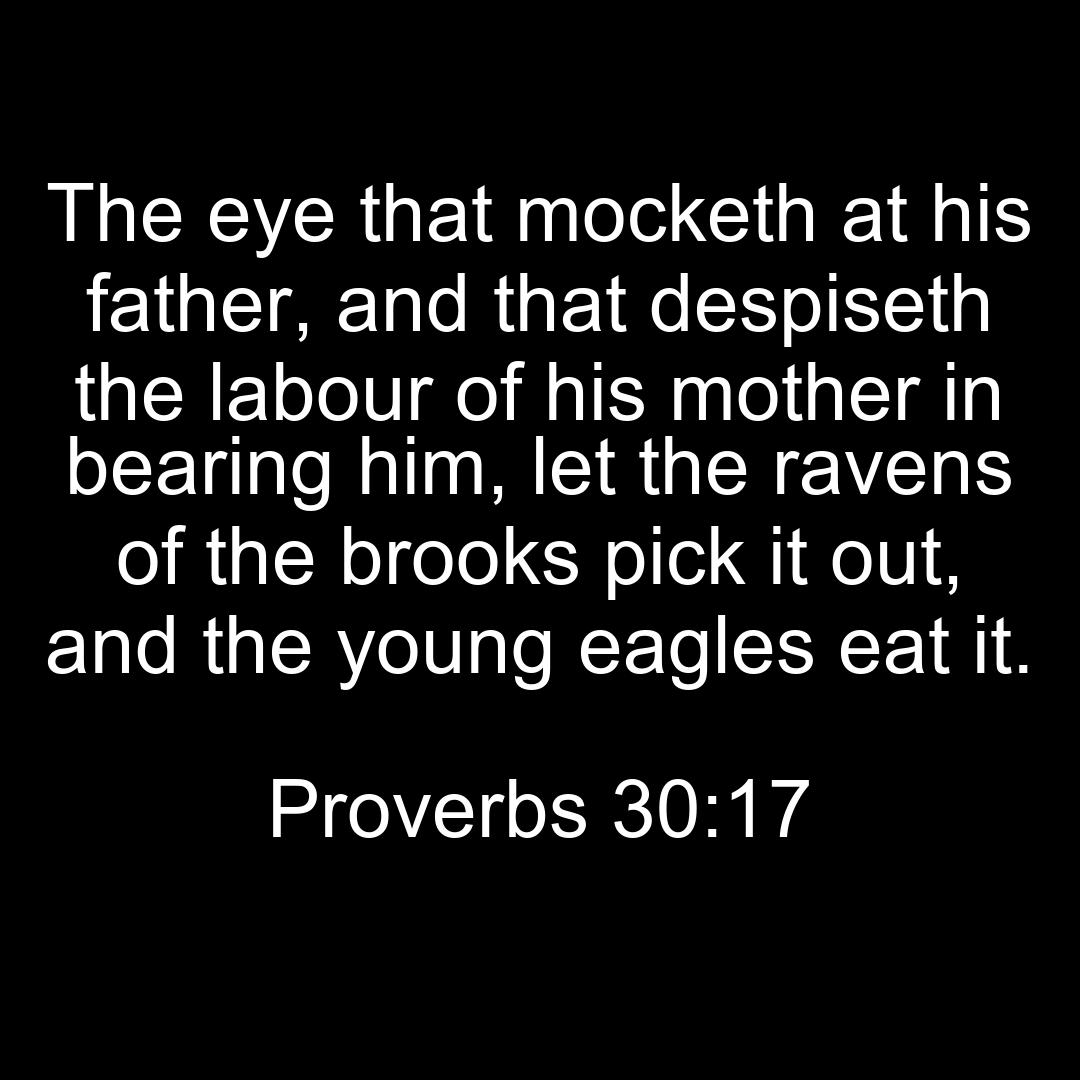 The eye that mocketh at his
father, and that despiseth
the labour of his mother in
bearing him, let the ravens
of the brooks pick it out,
and the young eagles eat it.
Proverbs 30:17